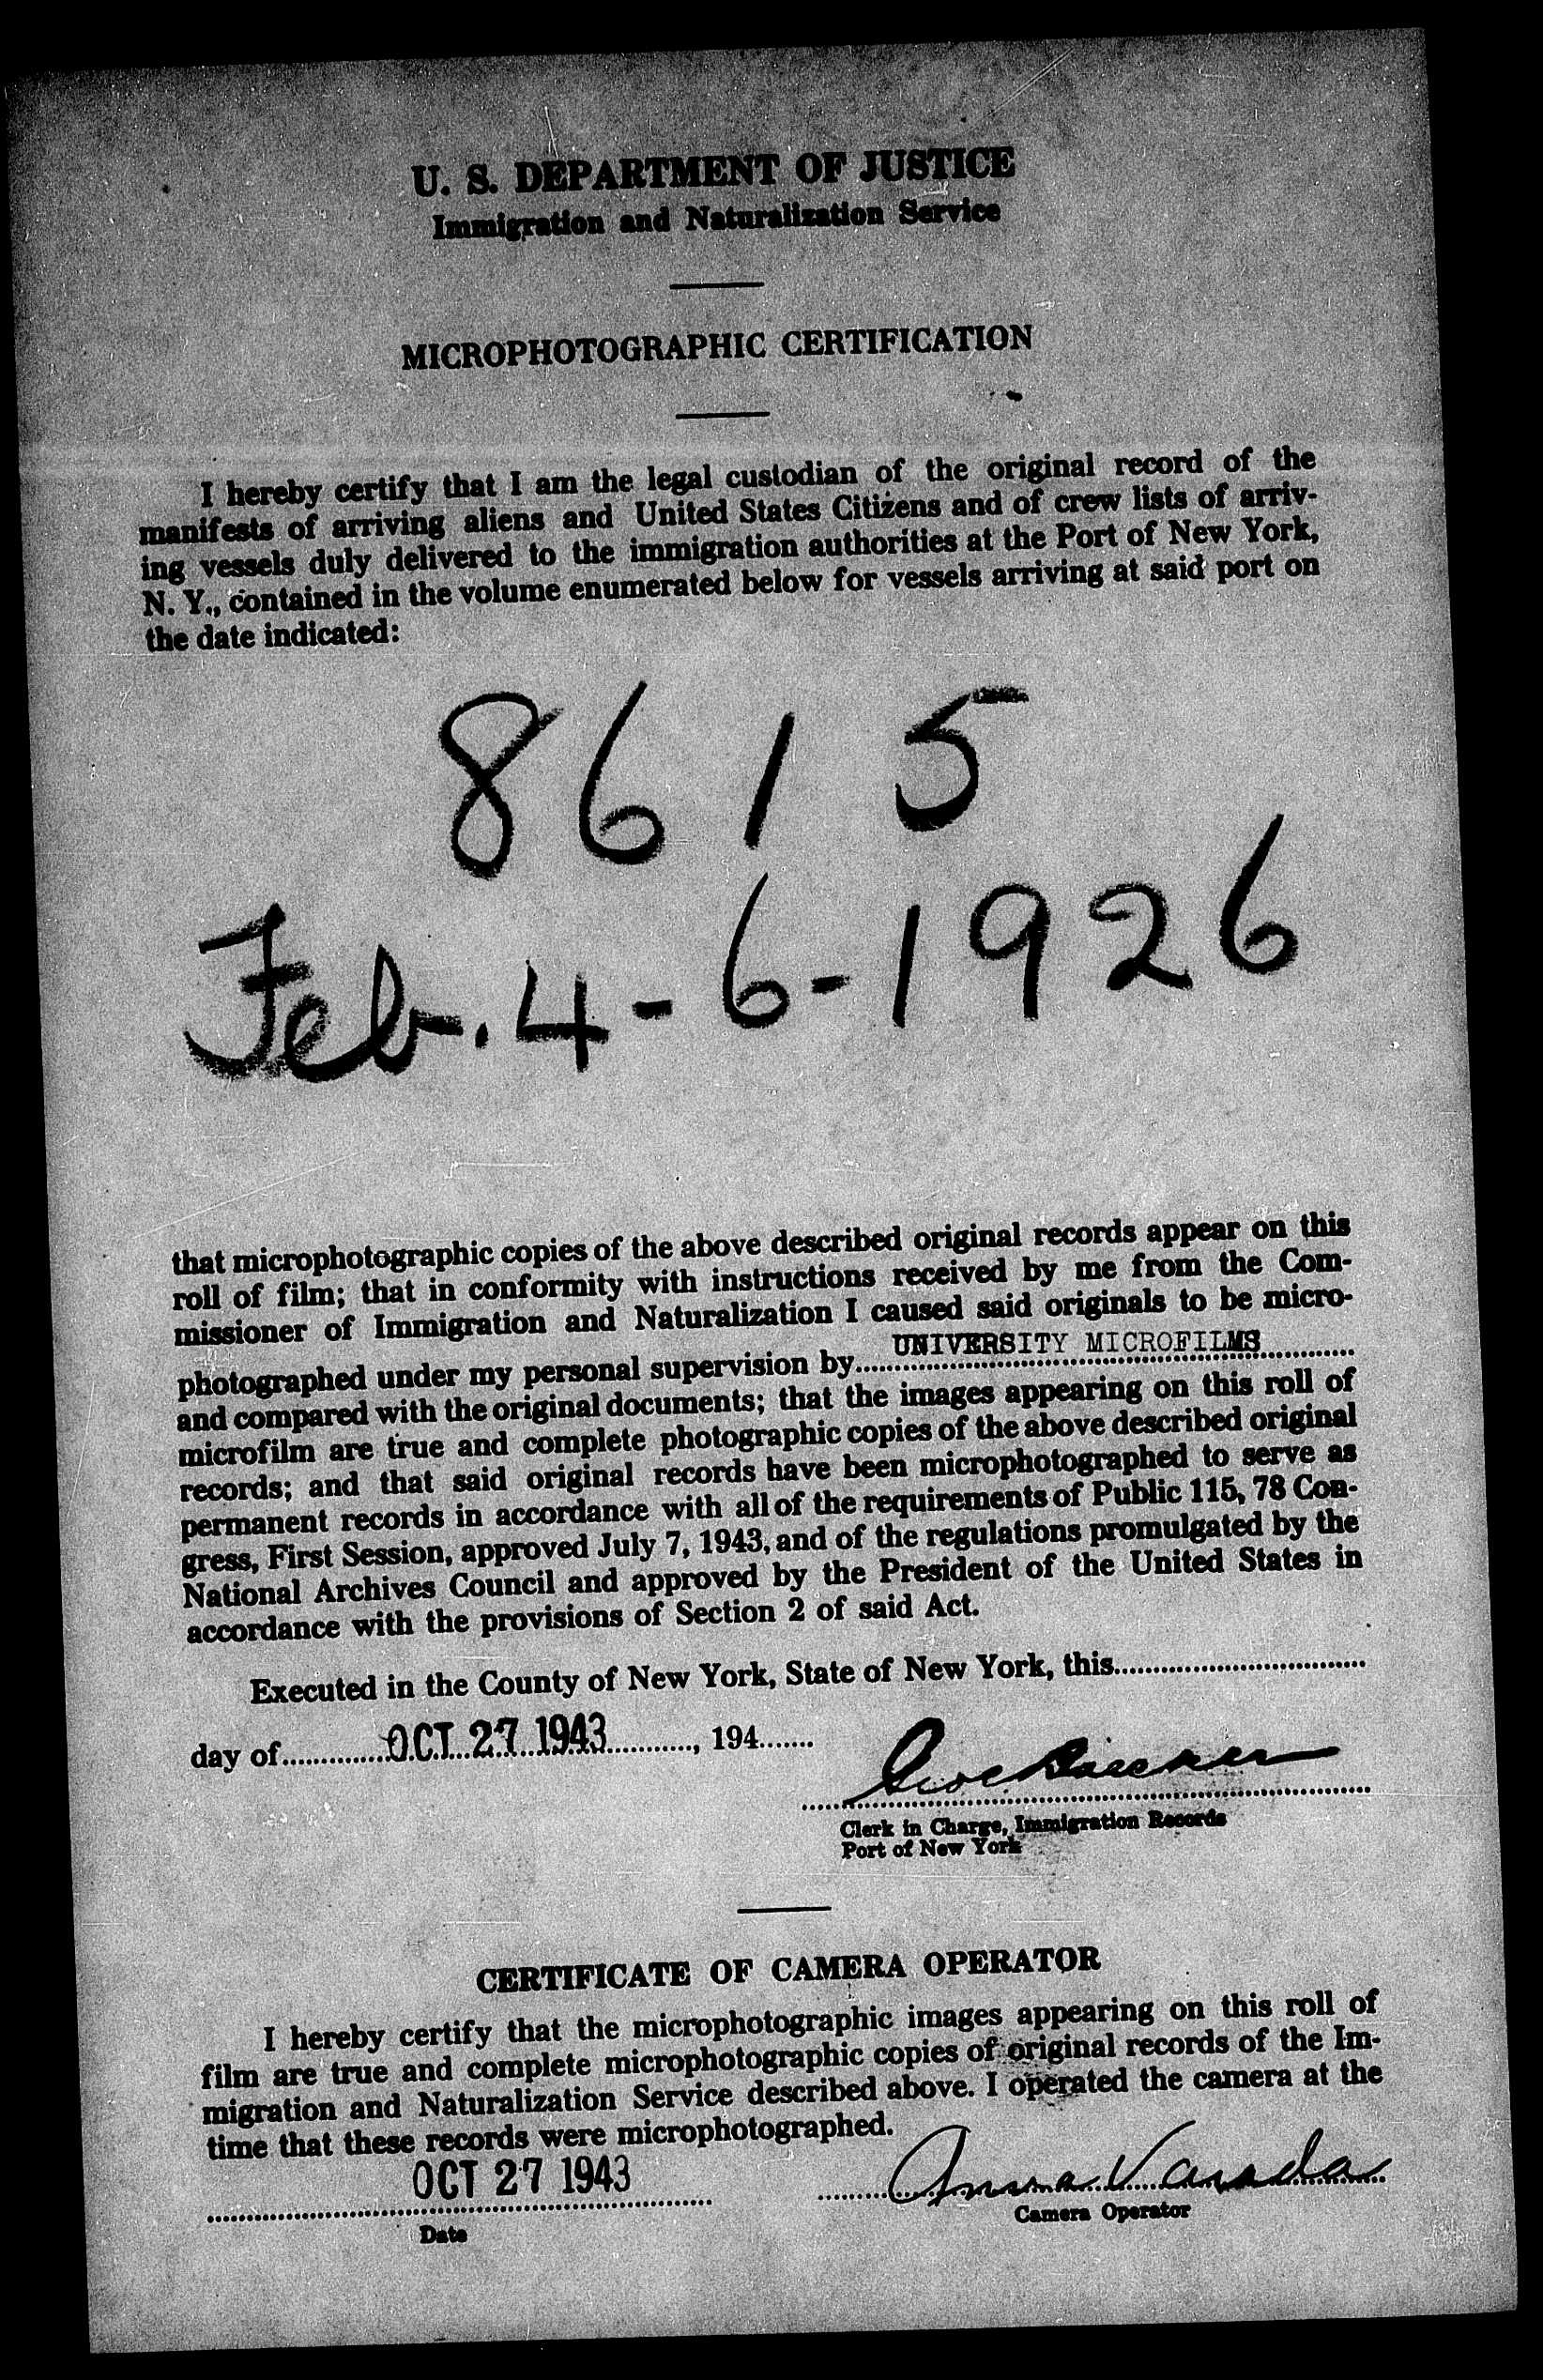 U. S. DEPARTMENT OF JUSTICE
Immigration and Naturalization Service
MICROPHOTOGRAPHIC CERTIFICATION
I hereby certify that I am the legal custodian of the original record of the
manifests of arriving aliens and United States Citizens and of crew lists of arriv-
ing vessels duly delivered to the immigration authorities at the Port of New York,
N. Y., contained in the volume enumerated below for vessels arriving at said port on
the date indicated:
8615
Feb. 4-6-1926
that microphotographic copies of the above described original records appear on this
roll of film; that in conformity with instructions received by me from the Com-
missioner of Immigration and Naturalization I caused said originals to be micro-
photographed under my personal supervision by UNIVERSITY MICROFILMS
and compared with the original documents; that the images appearing on this roll of
microfilm are true and complete photographic copies of the above described original
records; and that said original records have been microphotographed to serve as
permanent records in accordance with all of the requirements of Public 115, 78 Con-
gress, First Session, approved July 7, 1943, and of the regulations promulgated by the
National Archives Council and approved by the President of the United States in
accordance with the provisions of Section 2 of said Act.
Executed in the County of New York, State of New York, this
day of OCT 27 1943, 194
Clerk in Charge, Immigration Records
Port of New York
CERTIFICATE OF CAMERA OPERATOR
I hereby certify that the microphotographic images appearing on this roll of
film are true and complete microphotographic copies of original records of the Im-
migration and Naturalization Service described above. I operated the camera at the
time that these records were microphotographed.
OCT 27 1943 Anna
Date Camera Operator